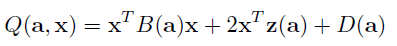 Q(a, x) = x^T B(a)x + 2x^T z(a) + D(a)